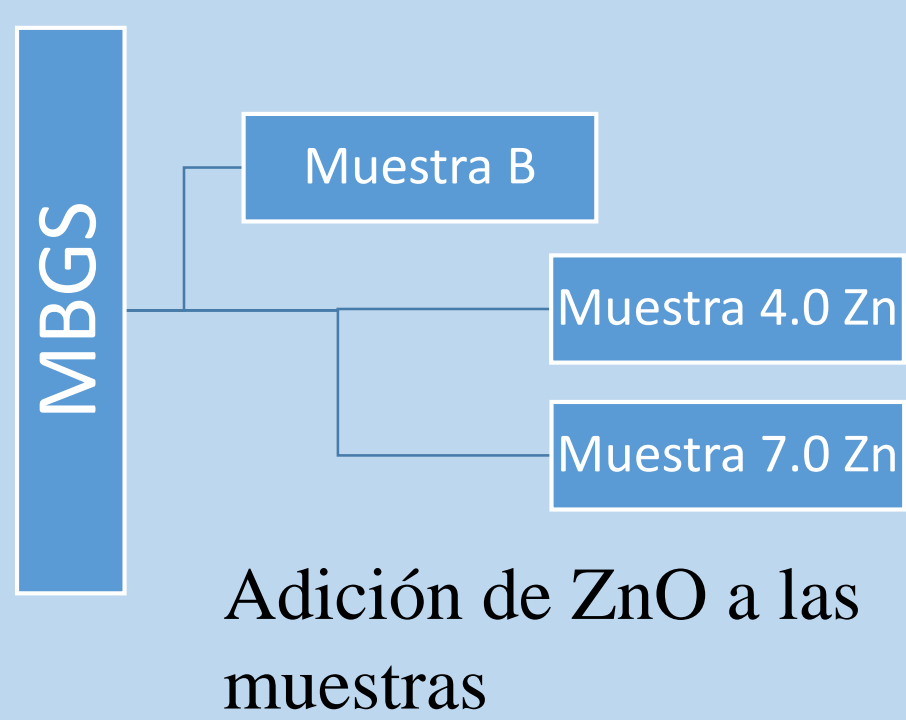 MBGS
Muestra B
Muestra 4.0 Zn
Muestra 7.0 Zn
Adición de ZnO a las
muestras